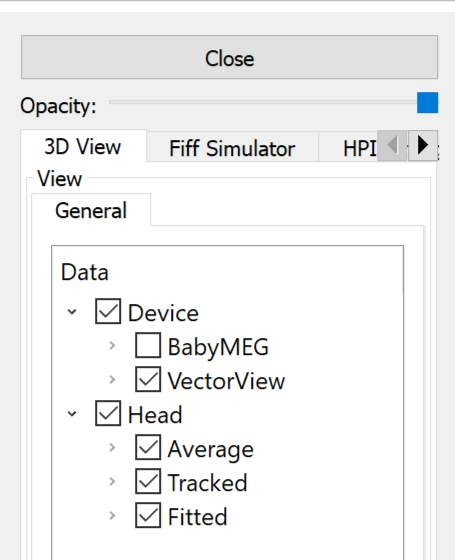 Close
Opacity:
3D View Fiff Simulator HPI
View
General
Data
Device
BabyMEG
VectorView
Head
Average
Tracked
Fitted